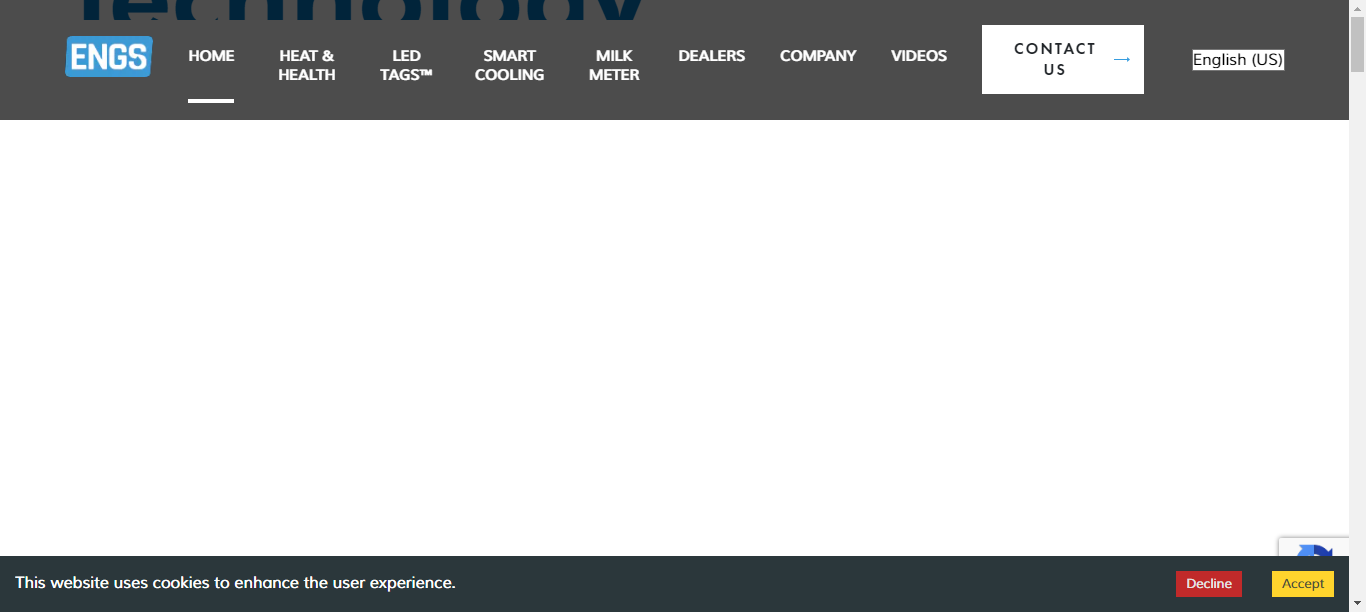 Technology
ENGS
HOME
HEAT &
HEALTH
LED
TAGS™
SMART
COOLING
MILK
METER
DEALERS
COMPANY
VIDEOS
CONTACT
US
English (US)
This website uses cookies to enhance the user experience.
Decline
Accept